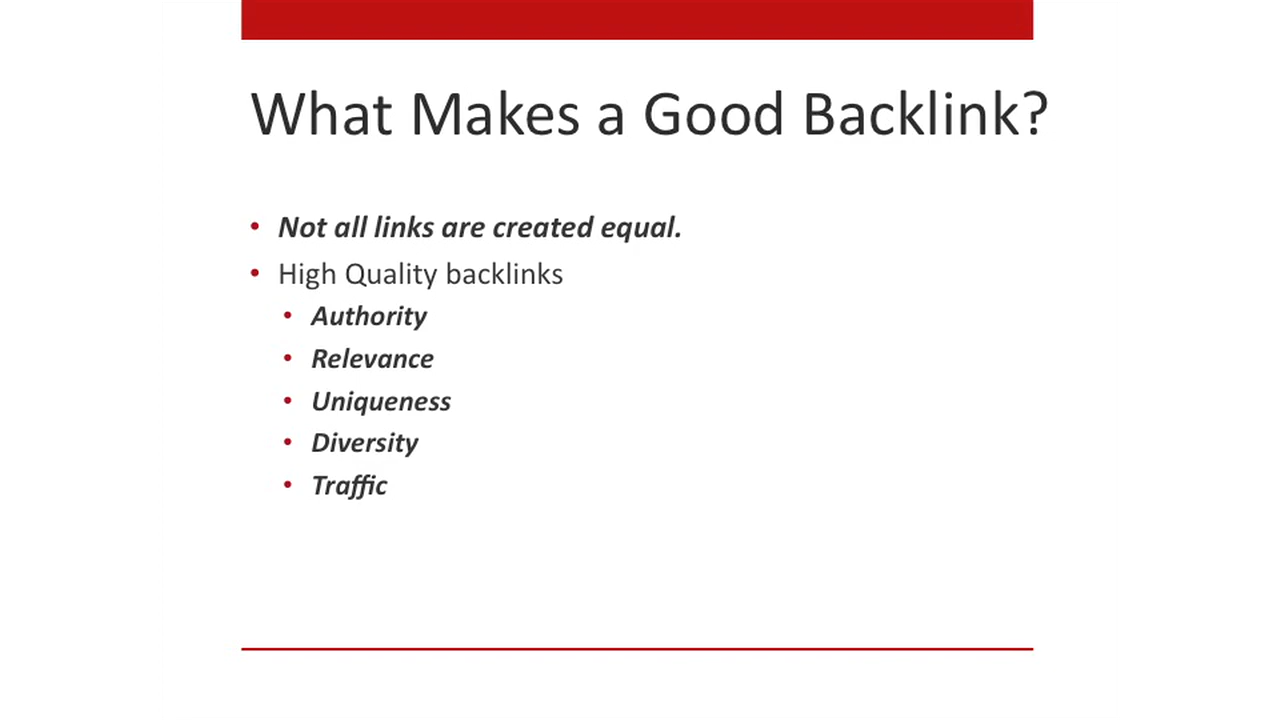 What Makes a Good Backlink?
• Not all links are created equal.
• High Quality backlinks
• Authority
• Relevance
• Uniqueness
• Diversity
• Traffic